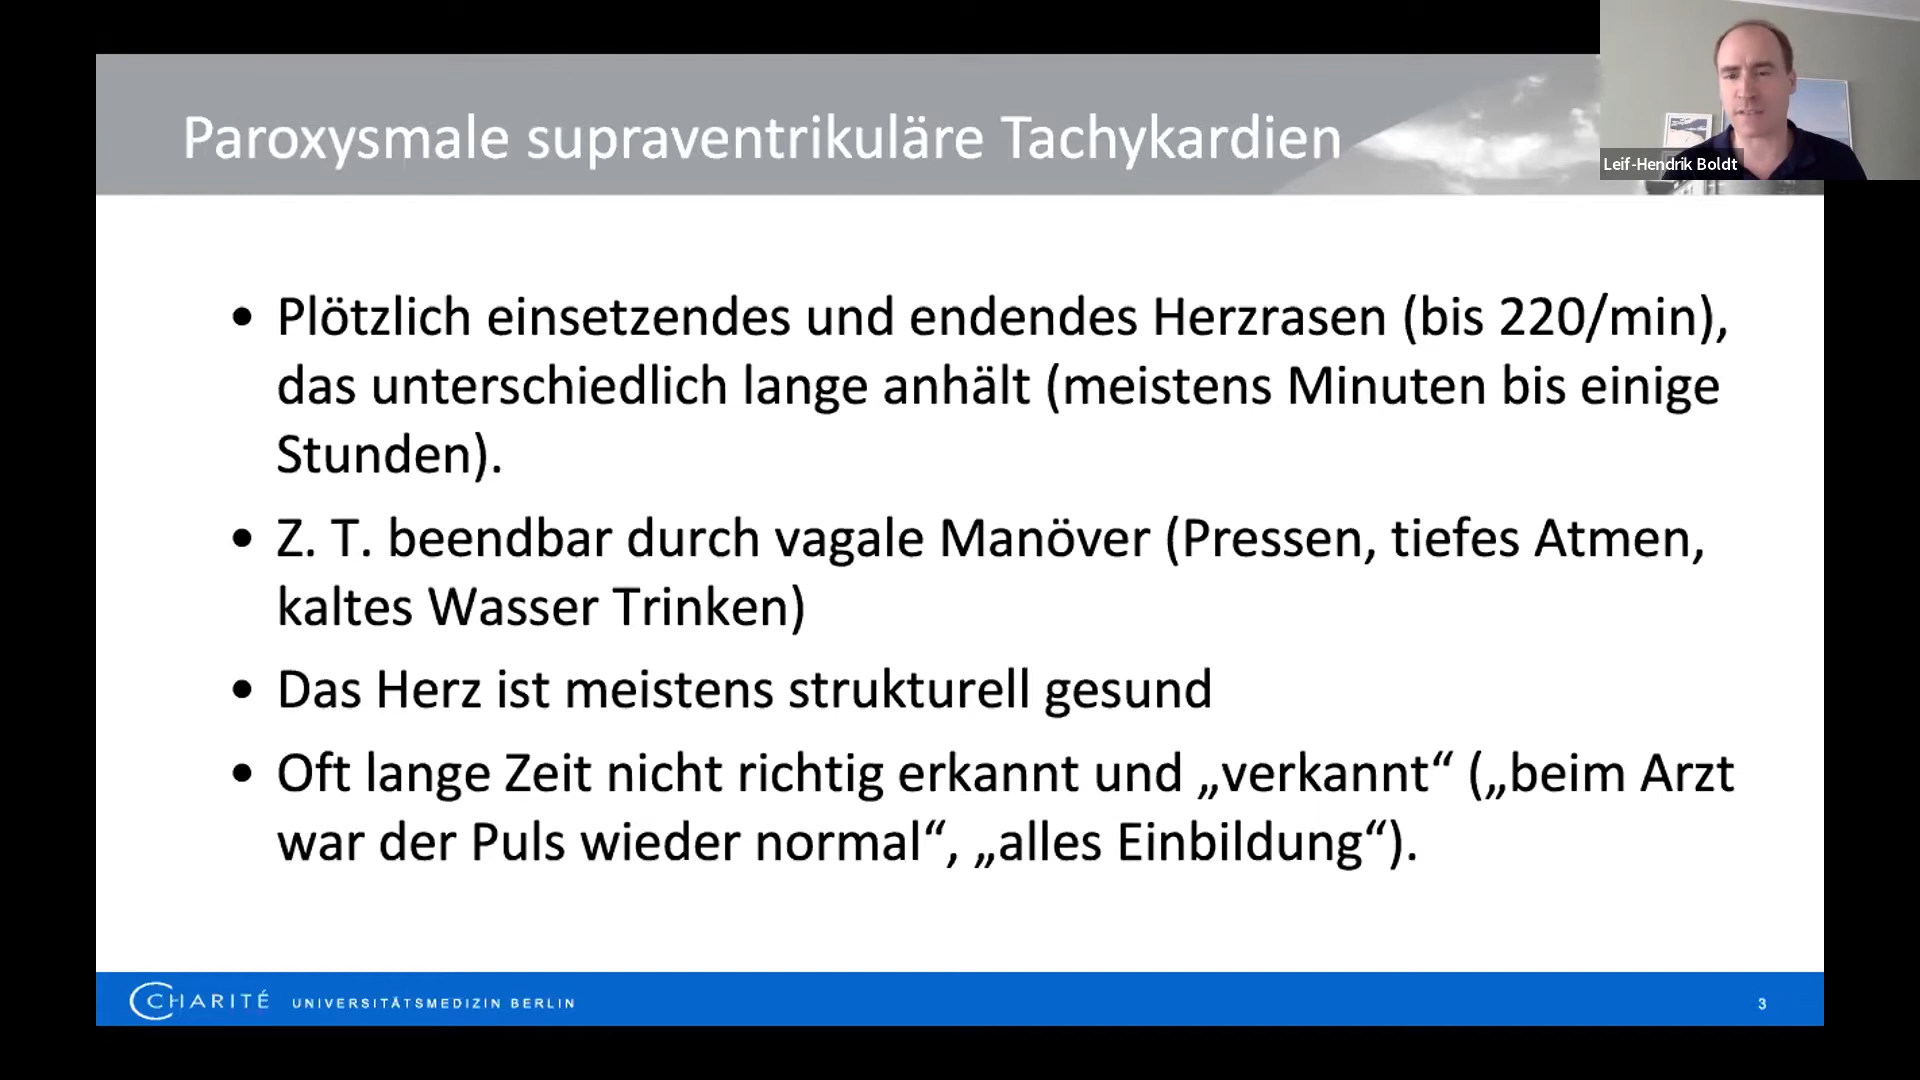 Paroxysmale supraventrikuläre Tachykardien
Leif-Hendrik Boldt
• Plötzlich einsetzendes und endendes Herzrasen (bis 220/min),
das unterschiedlich lange anhält (meistens Minuten bis einige
Stunden).
• Z. T. beendbar durch vagale Manöver (Pressen, tiefes Atmen,
kaltes Wasser Trinken)
• Das Herz ist meistens strukturell gesund
• Oft lange Zeit nicht richtig erkannt und „verkannt“ („beim Arzt
war der Puls wieder normal“, „alles Einbildung“).
CHARITÉ UNIVERSITÄTSMEDIZIN BERLIN
3